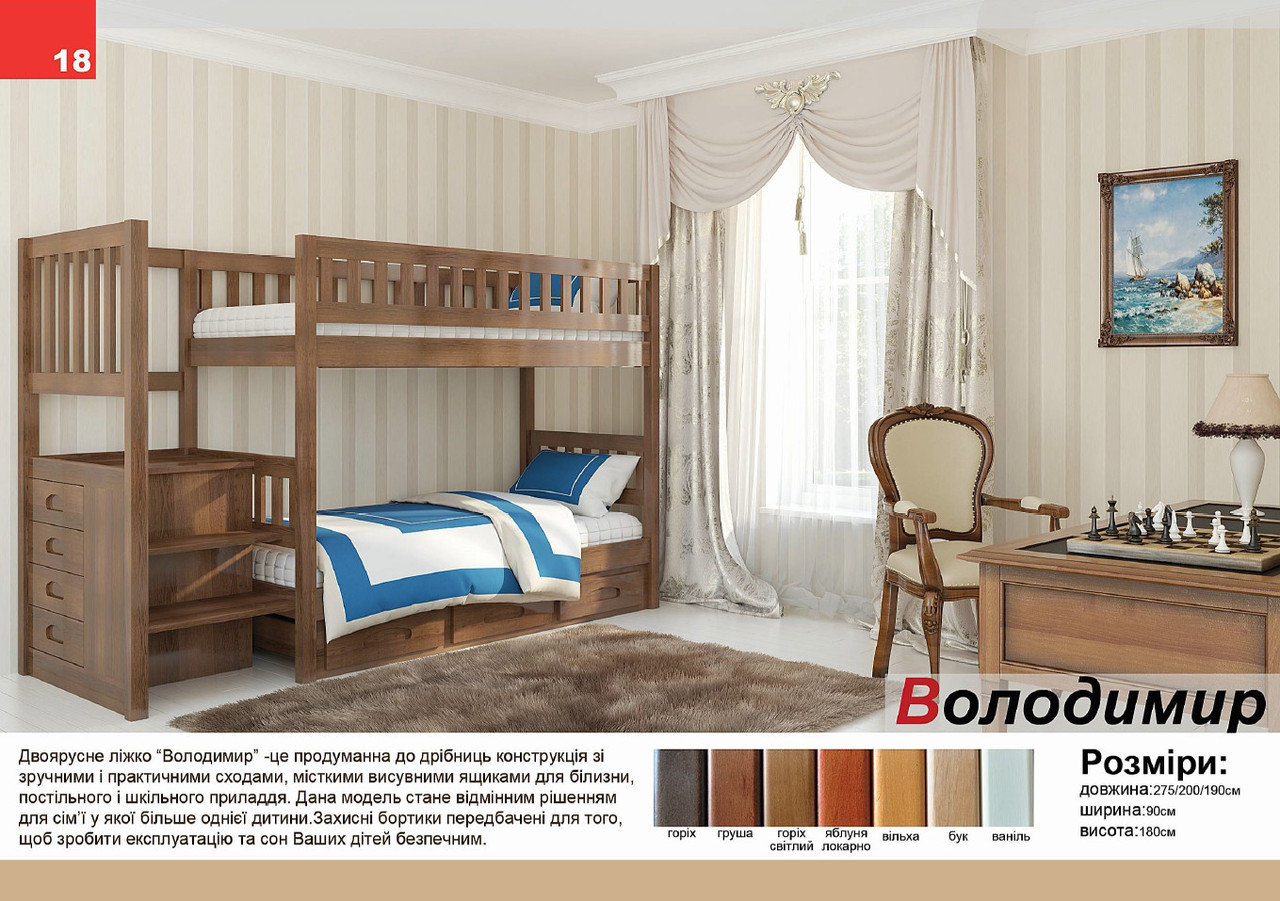 18
Володимир
Двоярусне ліжко “Володимир” -це продуманна до дрібниць конструкція зі
зручними і практичними сходами, місткими висувними ящиками для білизни,
постільного і шкільного приладдя. Дана модель стане відмінним рішенням
для сім’ї у якої більше однієї дитини.Захисні бортики передбачені для того,
щоб зробити експлуатацію та сон Ваших дітей безпечним.
горіх груша горіх світлий яблуня локарно вільха бук ваніль
Розміри:
довжина:275/200/190см
ширина:90см
висота:180см